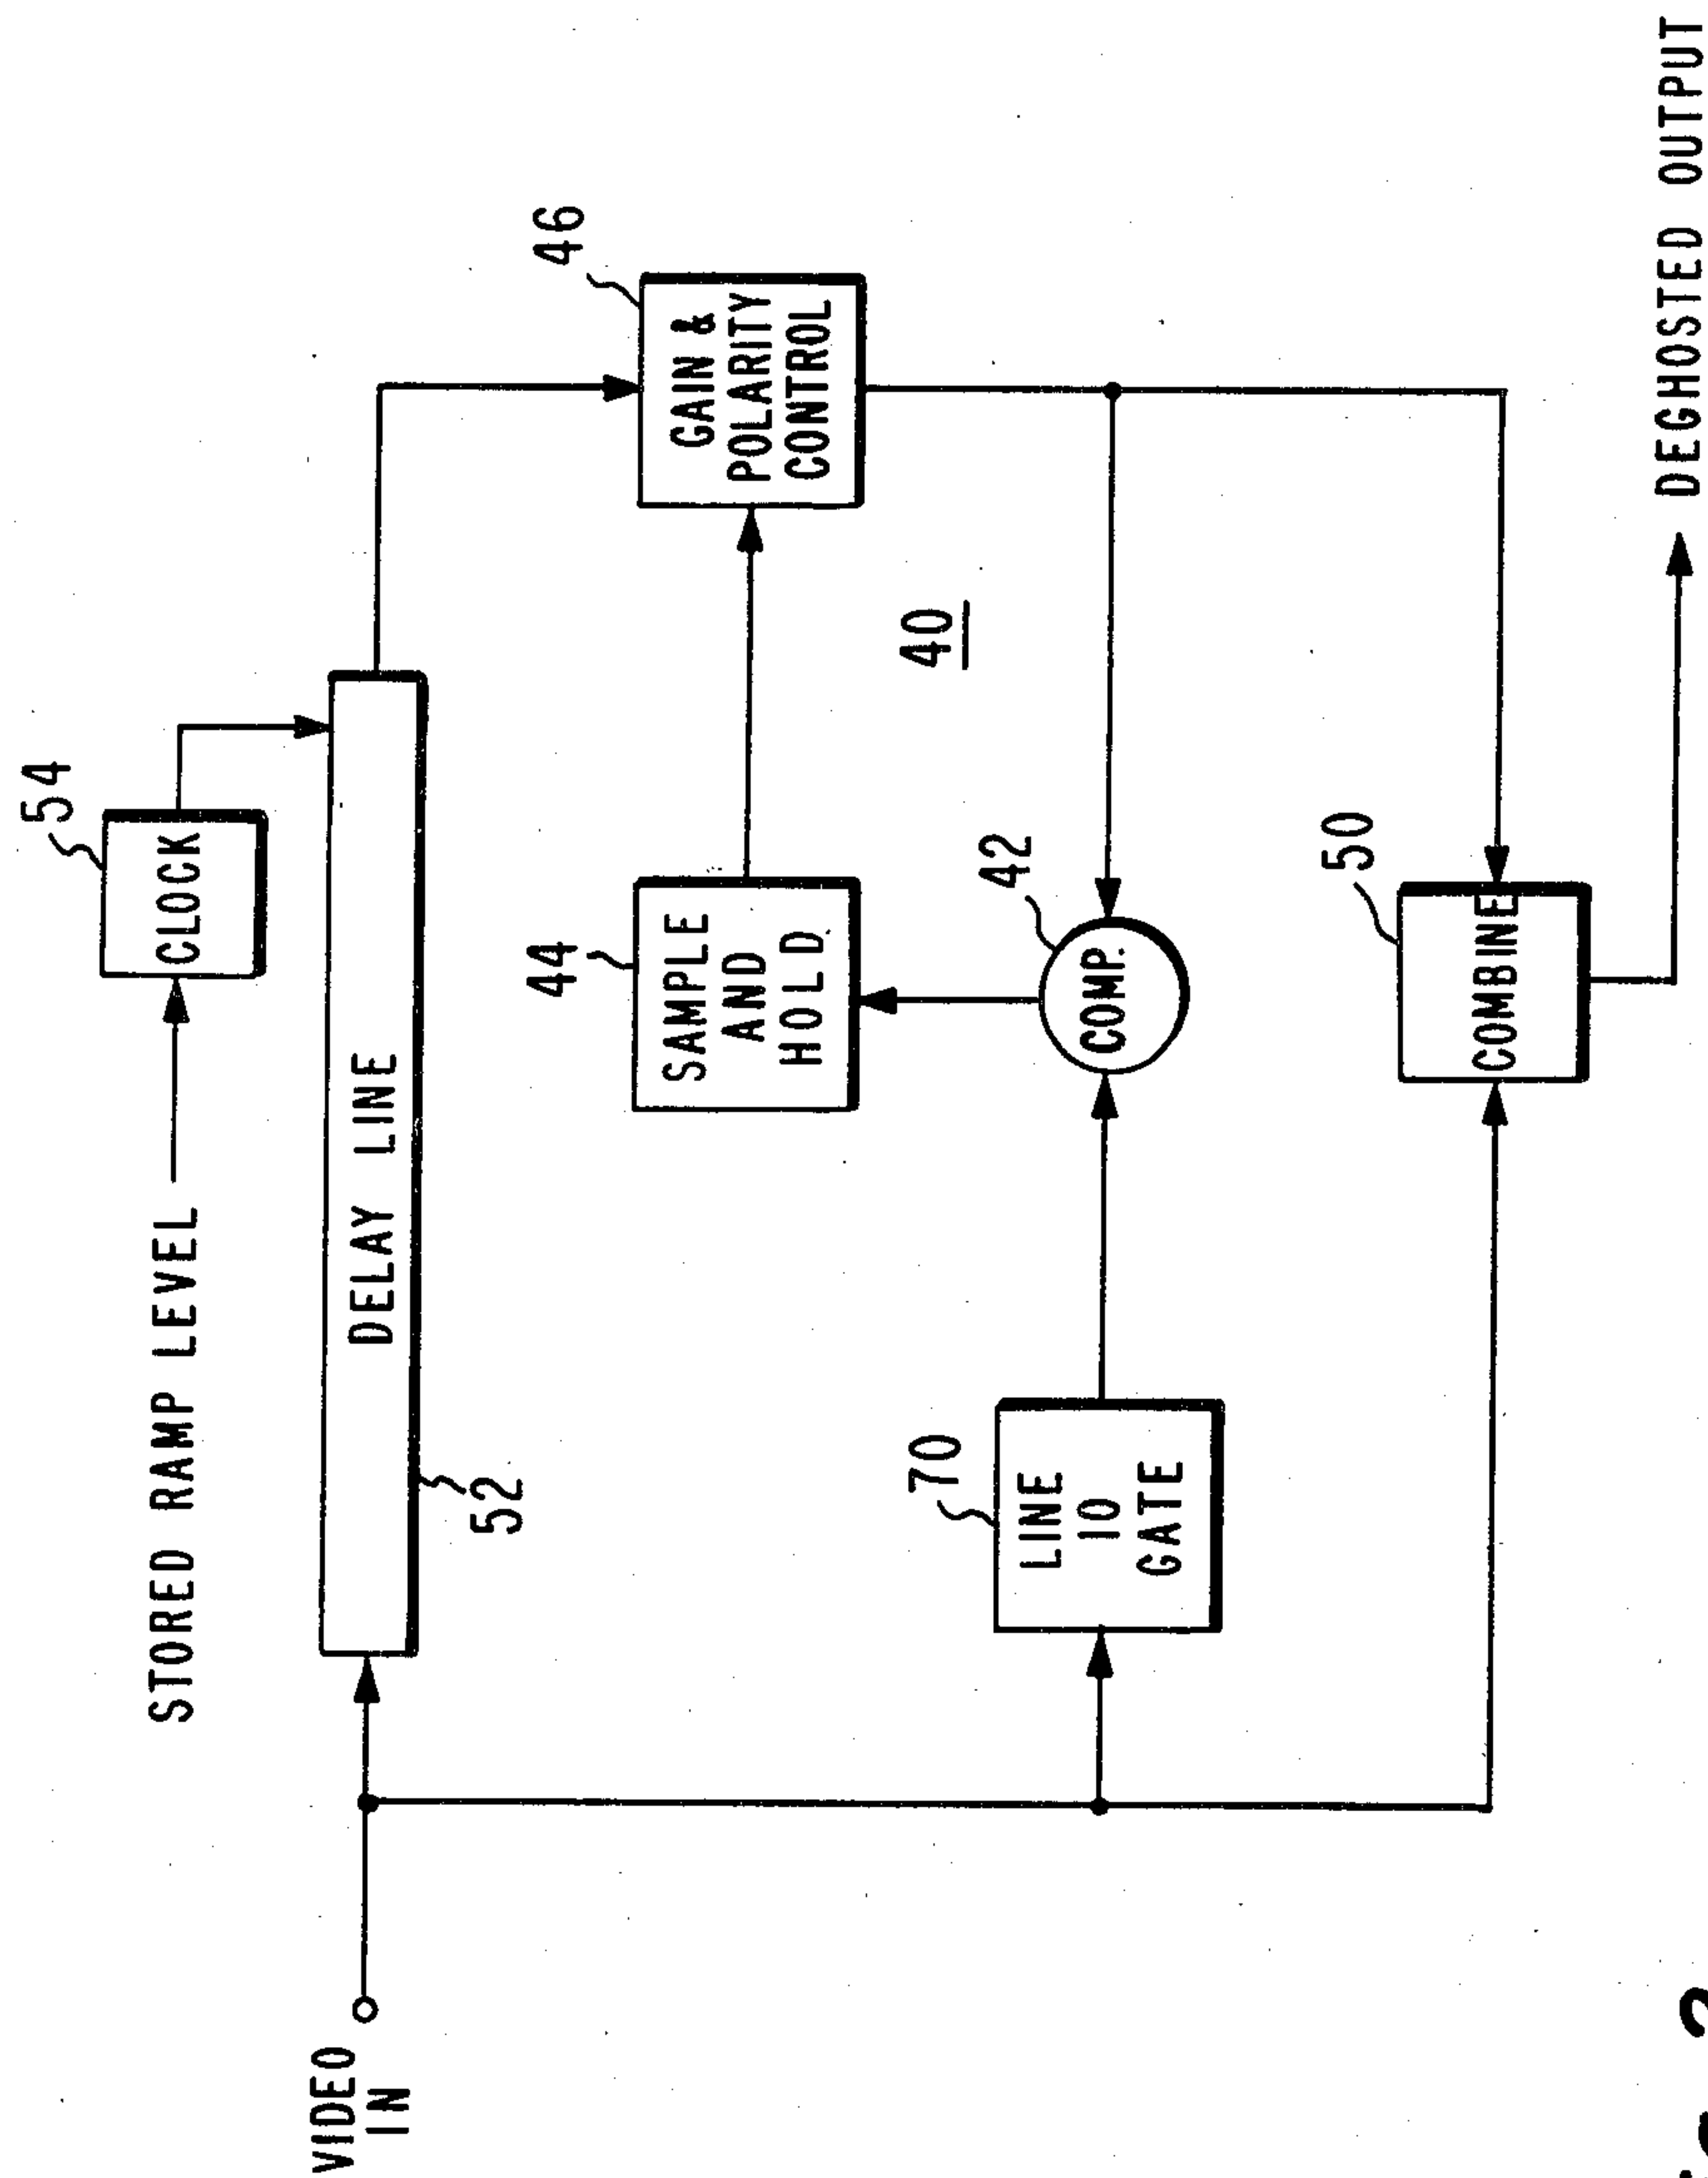 54
CLOCK
STORED RAMP LEVEL
DELAY LINE
52
VIDEO
IN
46
GAIN &
POLARITY
CONTROL
44
SAMPLE
AND
HOLD
40
42
COMP.
70
LINE
10
GATE
50
COMBINE
DEGHOSTED OUTPUT